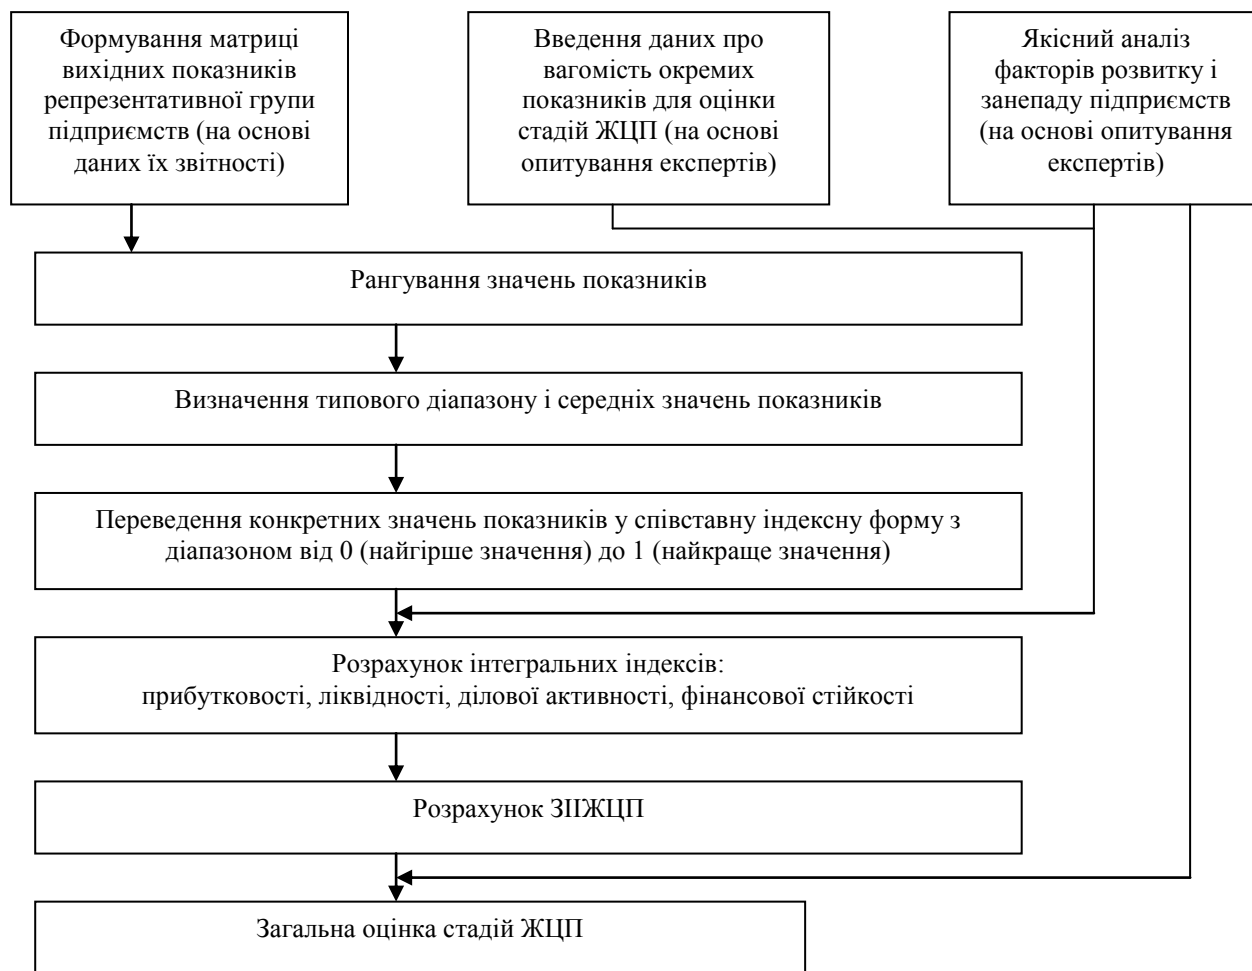 Формування матриці
вихідних показників
репрезентативної групи
підприємств (на основі
даних їх звітності)
Введення даних про
вагомість окремих
показників для оцінки
стадій ЖЦП (на основі
опитування експертів)
Якісний аналіз
факторів розвитку і
занепаду підприємств
(на основі опитування
експертів)
Рангування значень показників
Визначення типового діапазону і середніх значень показників
Переведення конкретних значень показників у співставну індексну форму з
діапазоном від 0 (найгірше значення) до 1 (найкраще значення)
Розрахунок інтегральних індексів:
прибутковості, ліквідності, ділової активності, фінансової стійкості
Розрахунок ЗІІЖЦП
Загальна оцінка стадій ЖЦП